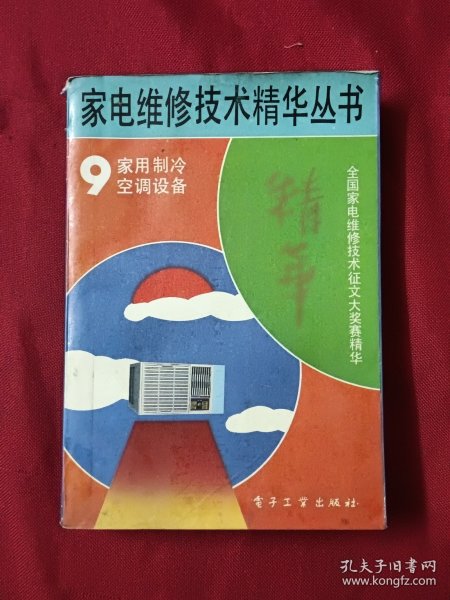 家电维修技术精华丛书
9
家用制冷
空调设备
精华
全国家电维修技术征文大奖赛精华
电子工业出版社
孔夫子旧书网
www.kongfz.com